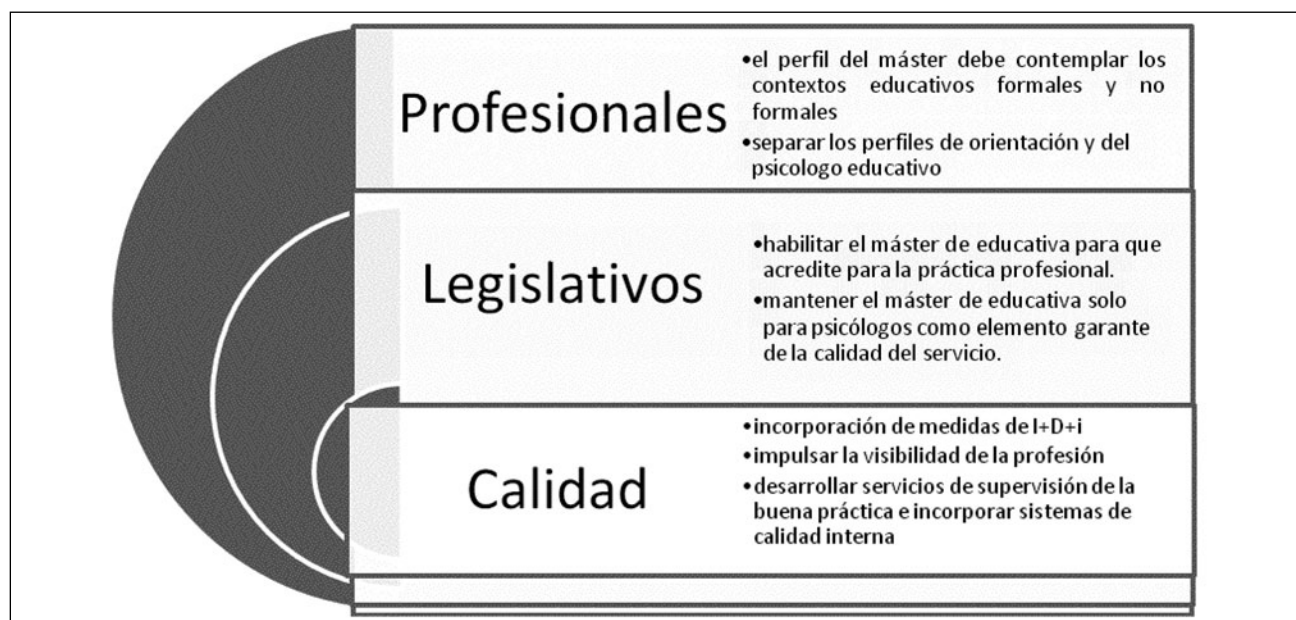 Profesionales
•el perfil del máster debe contemplar los
contextos educativos formales y no
formales
•separar los perfiles de orientación y del
psicologo educativo
Legislativos
•habilitar el máster de educativa para que
acredite para la práctica profesional.
•mantener el máster de educativa solo
para psicólogos como elemento garante
de la calidad del servicio.
Calidad
•incorporación de medidas de I+D+i
•impulsar la visibilidad de la profesión
•desarrollar servicios de supervisión de la
buena práctica e incorporar sistemas de
calidad interna